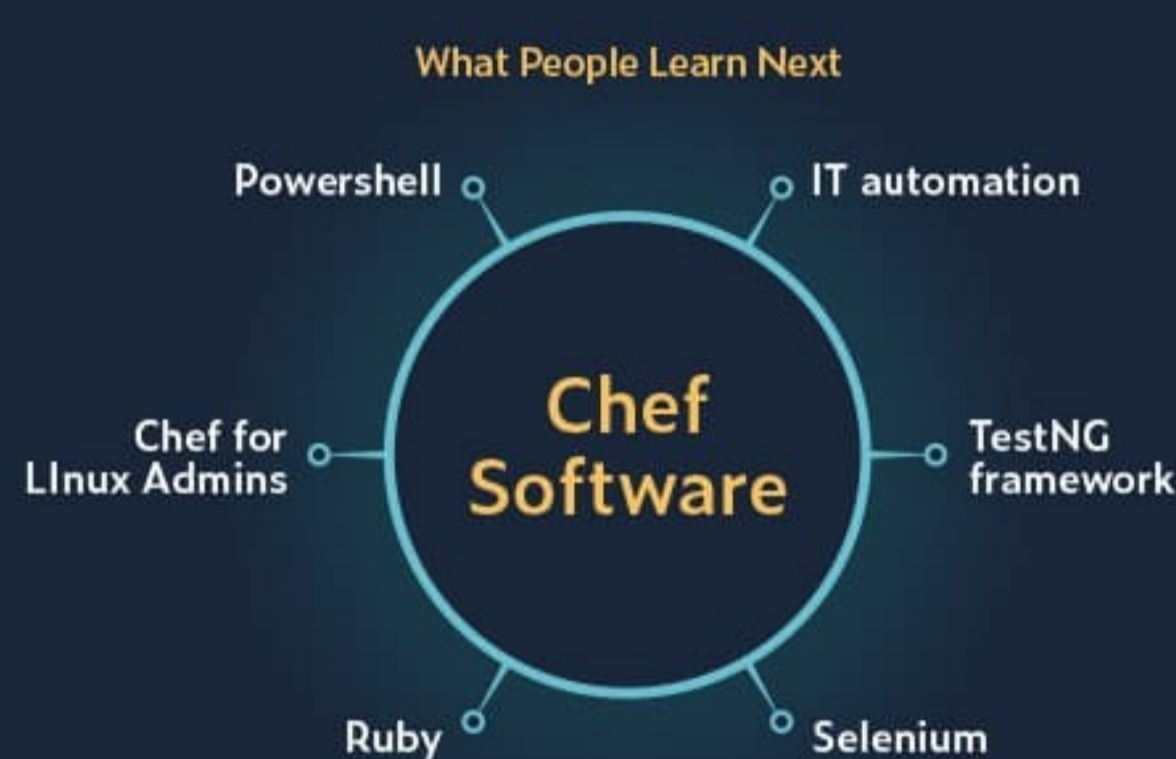 What People Learn Next
Powershell
IT automation
Chef for
LInux Admins
Chef
Software
TestNG
framework
Ruby
Selenium